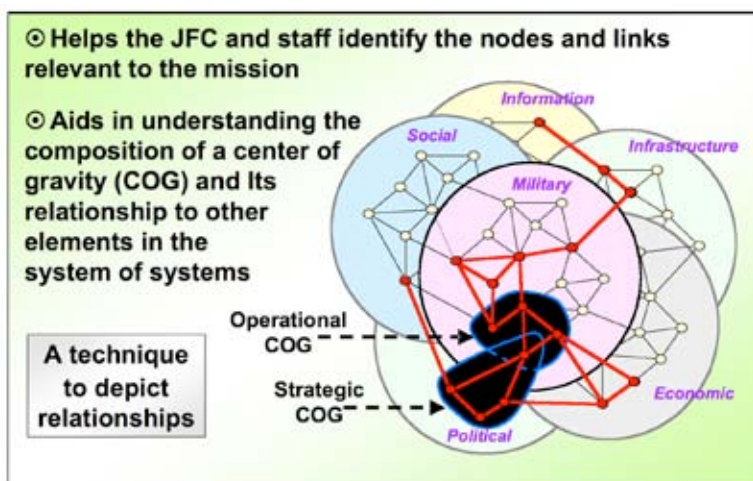 ⊙ Helps the JFC and staff identify the nodes and links
relevant to the mission
⊙ Aids in understanding the
composition of a center of
gravity (COG) and Its
relationship to other
elements in the
system of systems
A technique
to depict
relationships
Information
Social
Infrastructure
Military
Operational
COG
Strategic
COG
Economic
Political